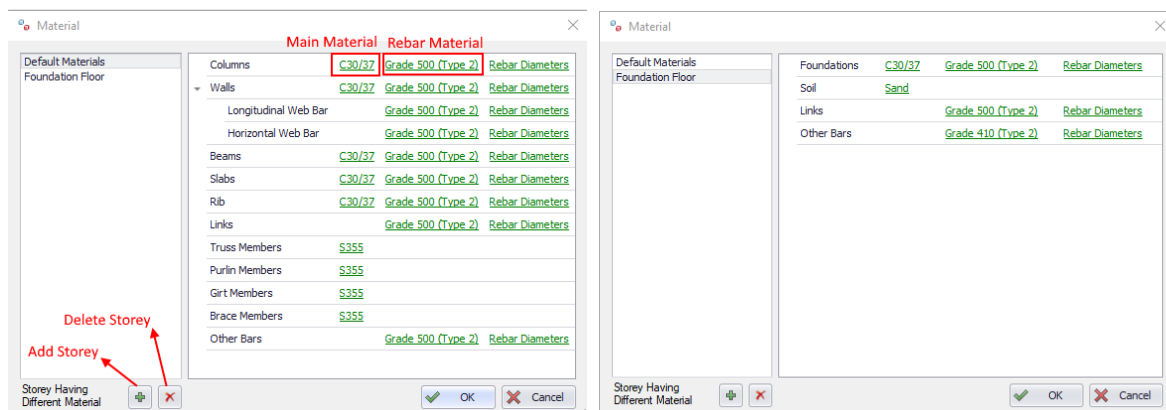 Material
Main Material Rebar Material
Default Materials
Foundation Floor
Columns C30/37 Grade 500 (Type 2) Rebar Diameters
Walls C30/37 Grade 500 (Type 2) Rebar Diameters
Longitudinal Web Bar Grade 500 (Type 2) Rebar Diameters
Horizontal Web Bar Grade 500 (Type 2) Rebar Diameters
Beams C30/37 Grade 500 (Type 2) Rebar Diameters
Slabs C30/37 Grade 500 (Type 2) Rebar Diameters
Rib C30/37 Grade 500 (Type 2) Rebar Diameters
Links Grade 500 (Type 2) Rebar Diameters
Truss Members S355
Purlin Members S355
Girt Members S355
Brace Members S355
Other Bars Grade 500 (Type 2) Rebar Diameters
Delete Storey
Add Storey
Storey Having
Different Material
OK Cancel
Material
Default Materials
Foundation Floor
Foundations C30/37 Grade 500 (Type 2) Rebar Diameters
Soil Sand
Links Grade 500 (Type 2) Rebar Diameters
Other Bars Grade 410 (Type 2) Rebar Diameters
Storey Having
Different Material
OK Cancel